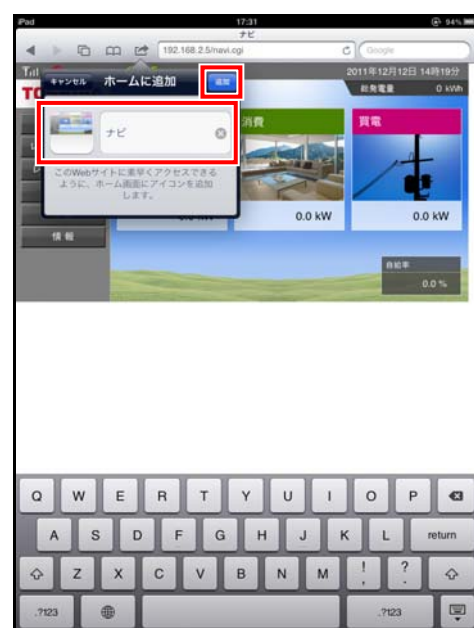 iPad 17:31 94%
ナビ
192.168.2.5/navi.cgi Google
2011年12月12日 14時19分
キャンセル ホームに追加 追加
総発電量 0 kWh
TO
ナビ
消費 買電
このWebサイトに素早くアクセスできる
ように、ホーム画面にアイコンを追加
します。
0.0 kW 0.0 kW
情報
自給率
0.0 %
Q W E R T Y U I O P
A S D F G H J K L return
Z X C V B N M ! , ? .
.?123 .?123